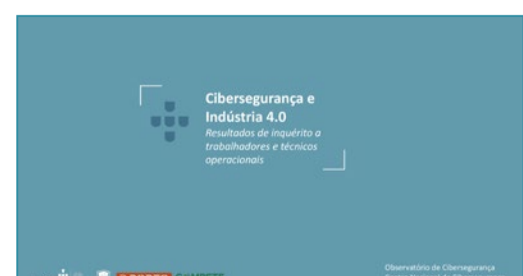 Cibersegurança e
Indústria 4.0
Resultados de inquérito a
trabalhadores e técnicos
operacionais
Observatório de Cibersegurança